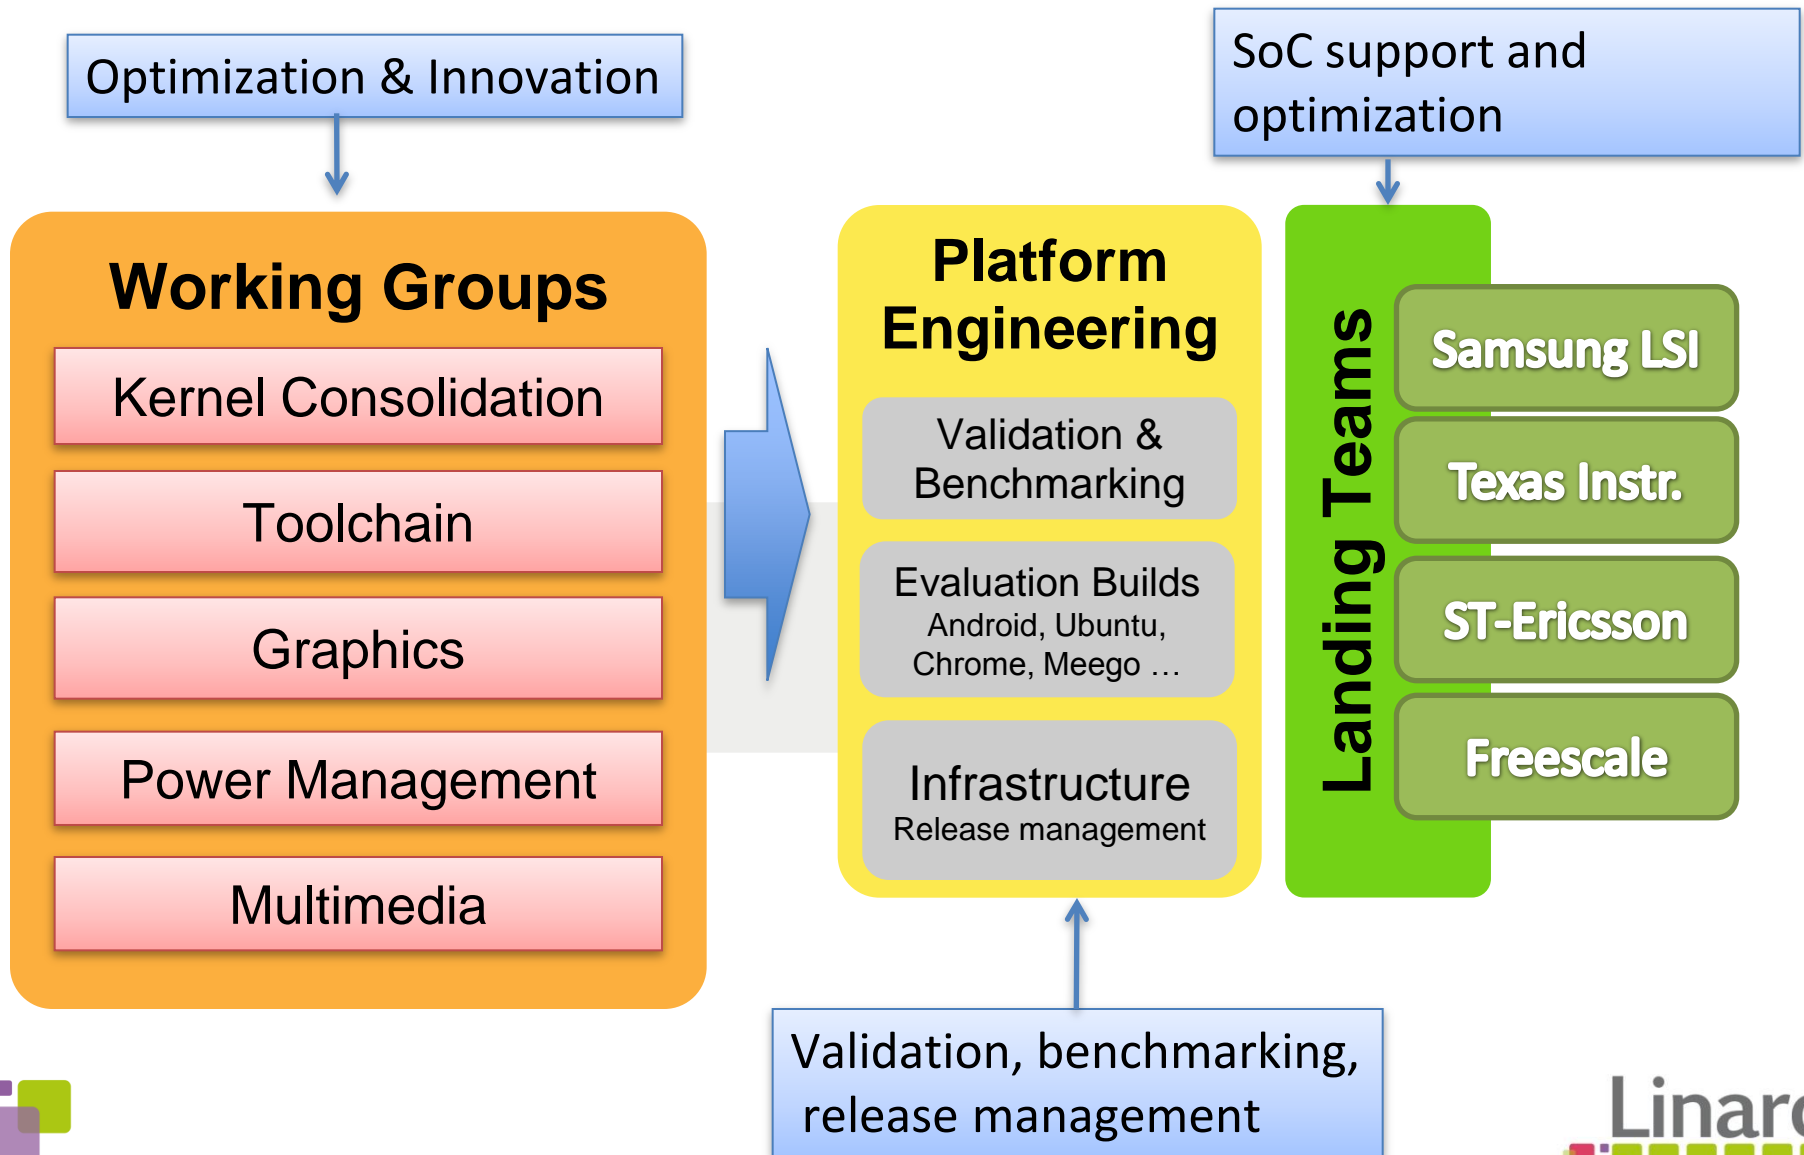 Optimization & Innovation
SoC support and
optimization
Working Groups
Kernel Consolidation
Toolchain
Graphics
Power Management
Multimedia
Platform
Engineering
Validation &
Benchmarking
Evaluation Builds
Android, Ubuntu,
Chrome, Meego …
Infrastructure
Release management
Landing Teams
Samsung LSI
Texas Instr.
ST-Ericsson
Freescale
Validation, benchmarking,
release management
Linaro